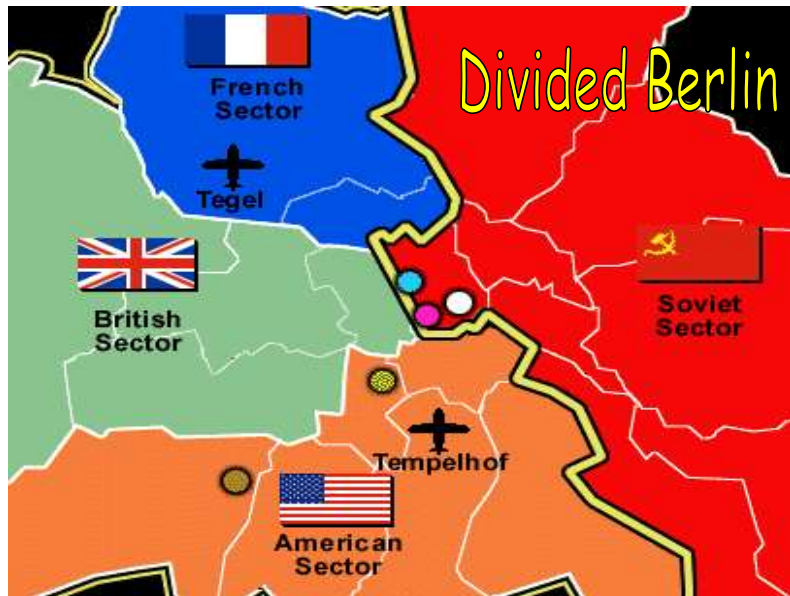 Divided Berlin
French
Sector
Tegel
British
Sector
Soviet
Sector
Tempelhof
American
Sector